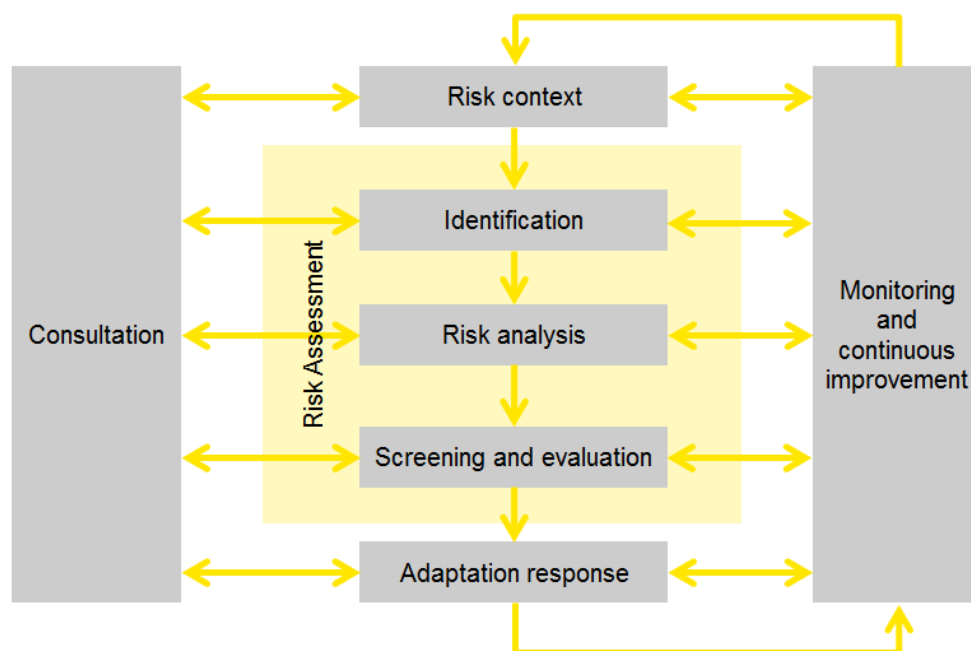 Risk context
Identification
Risk Assessment
Consultation
Risk analysis
Monitoring
and
continuous
improvement
Screening and evaluation
Adaptation response